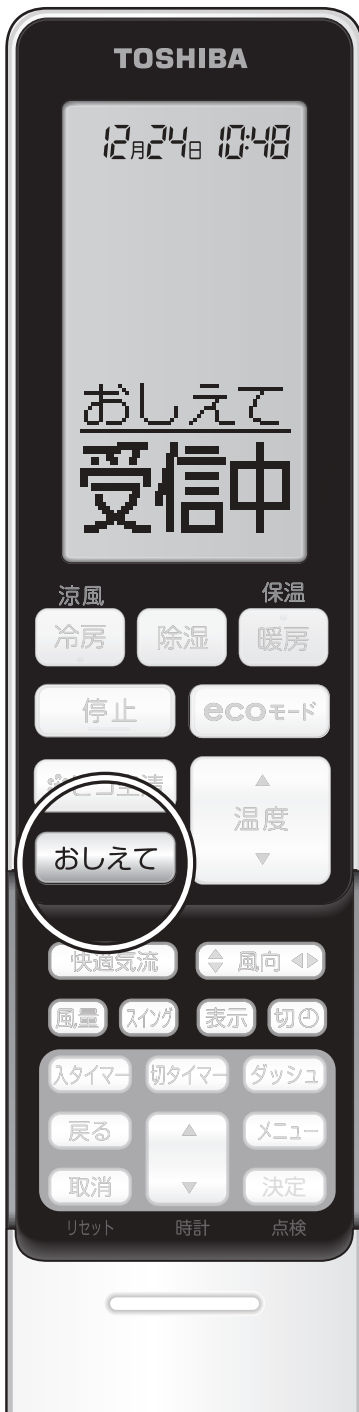 TOSHIBA
12月24日 10:48
おしえて
受信中
涼風 保温
冷房 除湿 暖房
停止 ecoモード
温度
おしえて
快適気流 風向
風量 スイング 表示 切
入タイマー 切タイマー ダッシュ
戻る メニュー
取消 決定
リセット 時計 点検